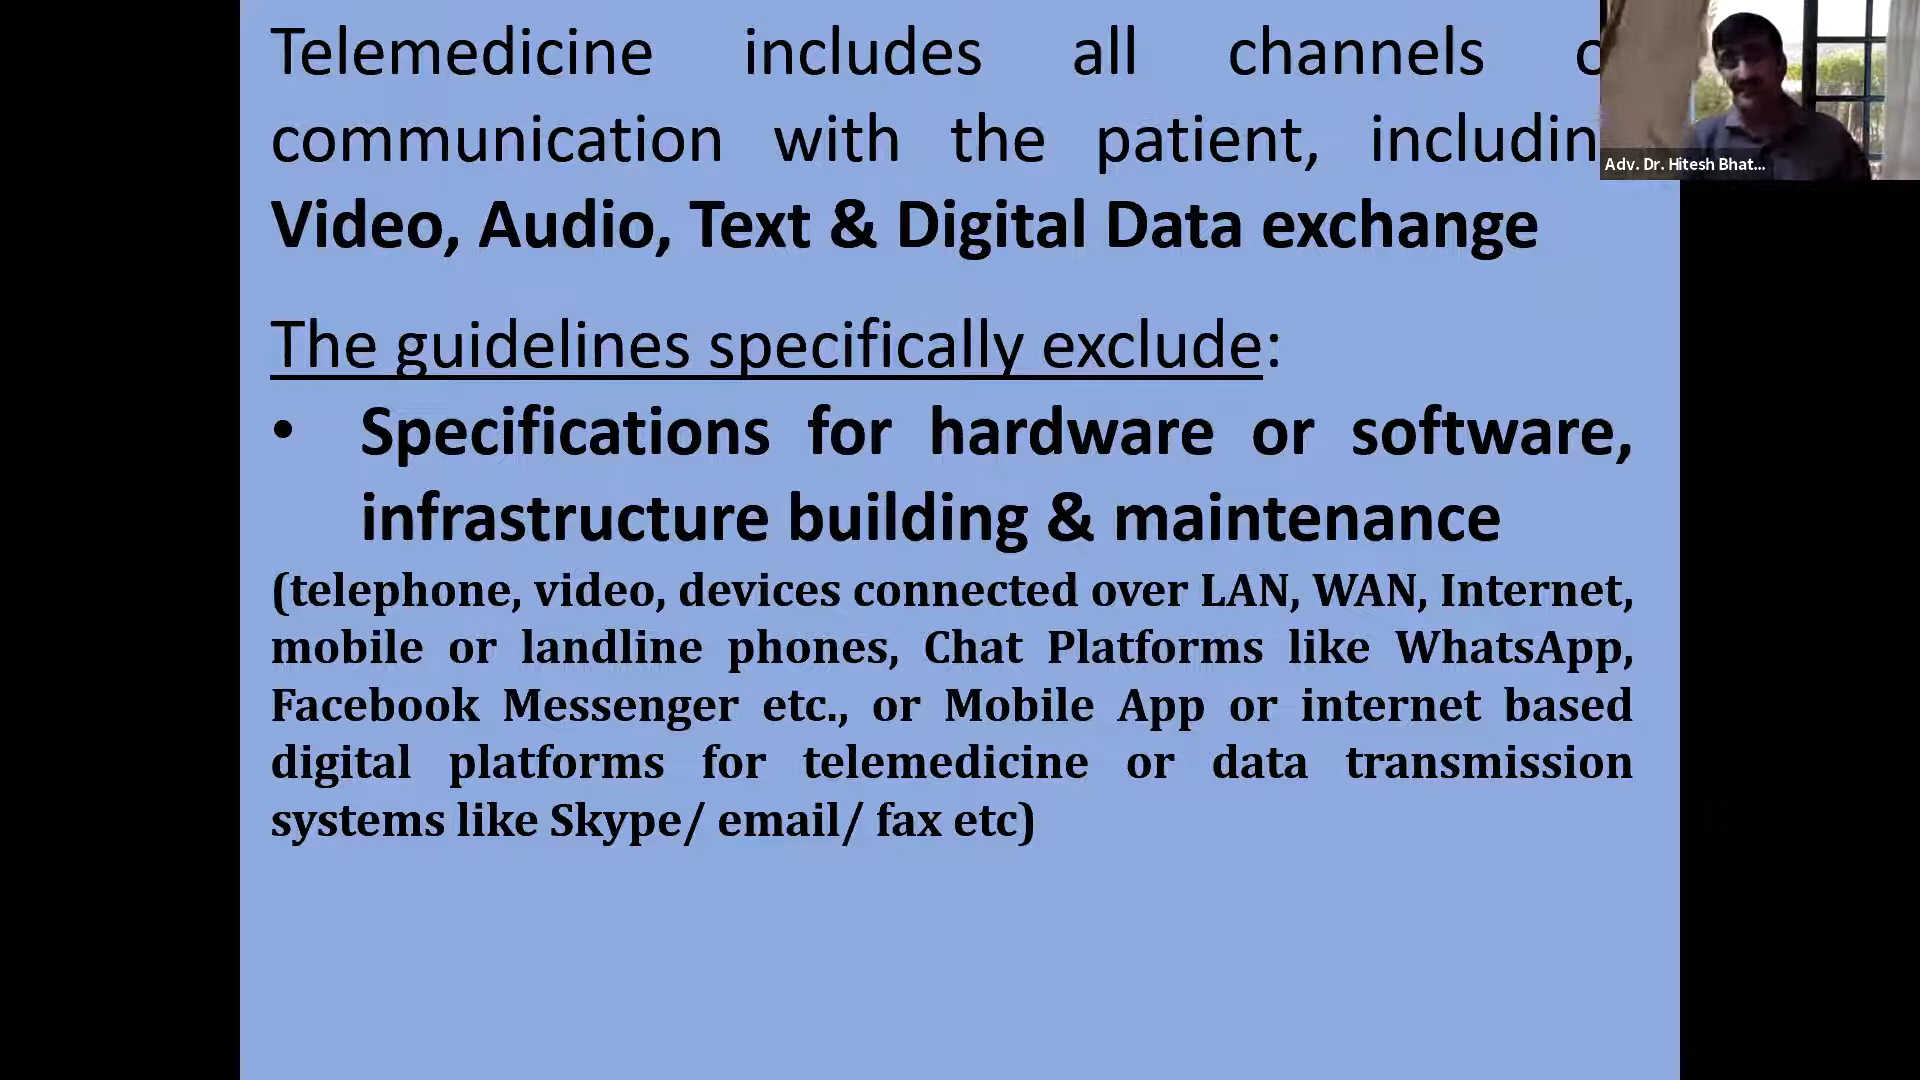 Telemedicine includes all channels
communication with the patient,
Video, Audio, Text & Digital Data exchange
The guidelines specifically exclude:
• Specifications for hardware or software,
infrastructure building & maintenance
(telephone, video, devices connected over LAN, WAN, Internet,
mobile or landline phones, Chat Platforms like WhatsApp,
Facebook Messenger etc., or Mobile App or internet based
digital platforms for telemedicine or data transmission
systems like Skype/ email/ fax etc)
Adv. Dr. Hitesh Bhat...